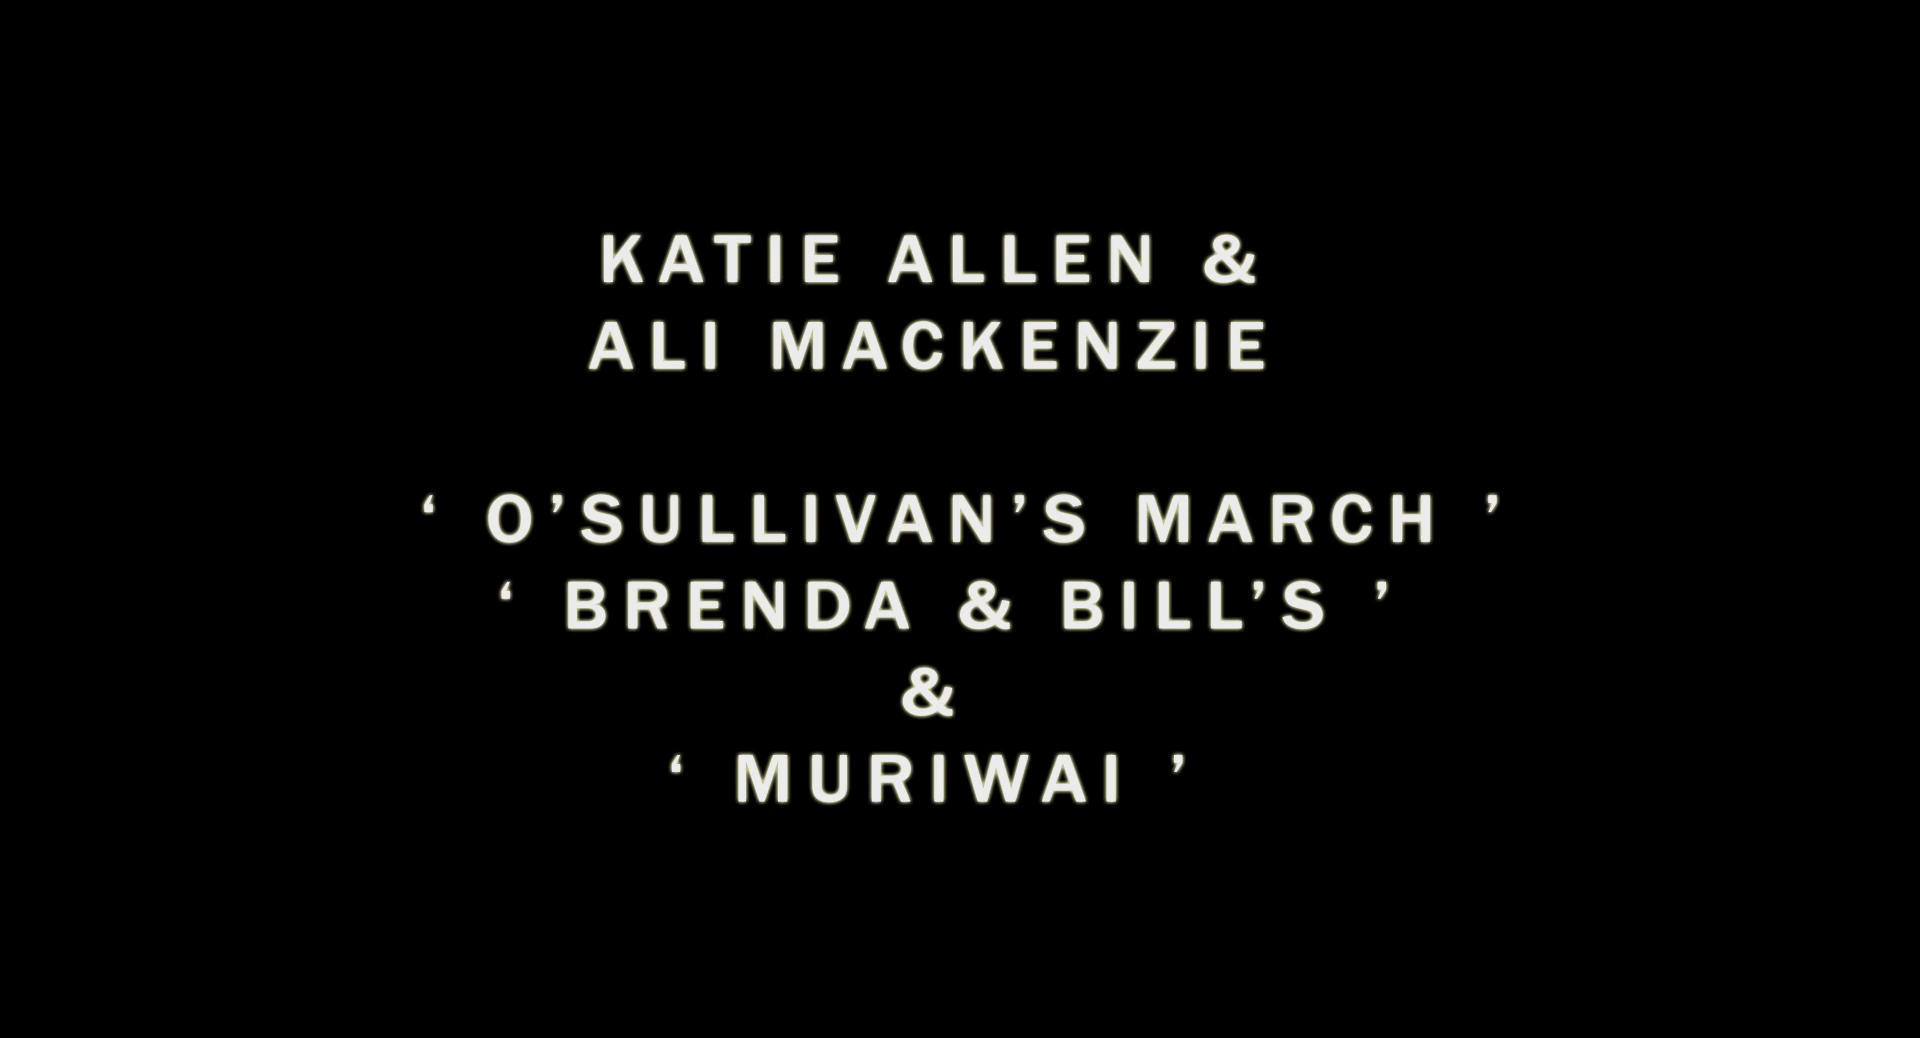 KATIE ALLEN &
ALI MACKENZIE
‘ O’SULLIVAN’S MARCH ’
‘ BRENDA & BILL’S ’
&
‘ MURIWAI ’